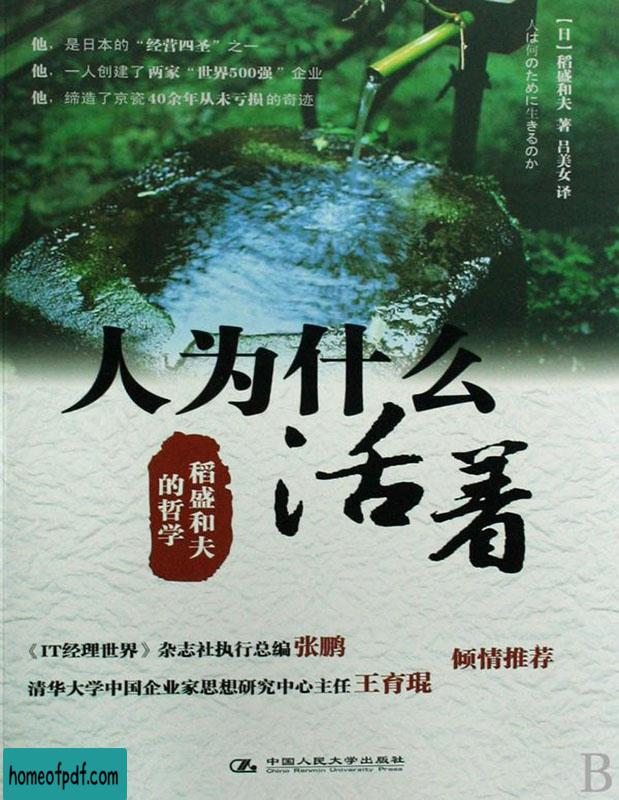 他，是日本的“经营四圣”之一
他，一人创建了两家“世界500强”企业
他，缔造了京瓷40余年从未亏损的奇迹
【日】稻盛和夫 著 吕美女 译
人は何のために生きるのか
人为什么
活着
稻盛和夫
的哲学
《IT经理世界》杂志社执行总编 张鹏
清华大学中国企业家思想研究中心主任 王育琨
倾情推荐
中国人民大学出版社
China Renmin University Press
B
homeofpdf.com